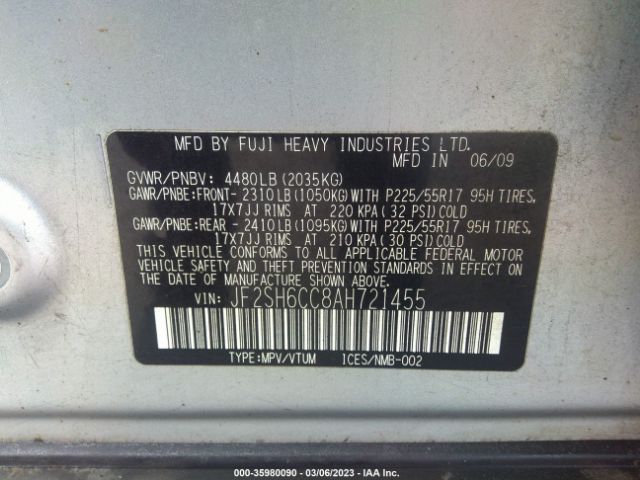 MFD BY FUJI HEAVY INDUSTRIES LTD.
MFD IN 06/09
GVWR/PNBV: 4480LB (2035KG)
GAWR/PNBE:FRONT- 2310LB (1050KG) WITH P225/55R17 95H TIRES,
17X7JJ RIMS AT 220 KPA (32 PSI) COLD
GAWR/PNBE:REAR - 2410LB (1095KG) WITH P225/55R17 95H TIRES,
17X7JJ RIMS AT 210 KPA (30 PSI) COLD
THIS VEHICLE CONFORMS TO ALL APPLICABLE FEDERAL MOTOR
VEHICLE SAFETY AND THEFT PREVENTION STANDARDS IN EFFECT ON
THE DATE OF MANUFACTURE SHOWN ABOVE.
VIN: JF2SH6CC8AH721455
TYPE:MPV/VTUM ICES/NMB-002
000-35980090 - 03/06/2023 - IAA Inc.